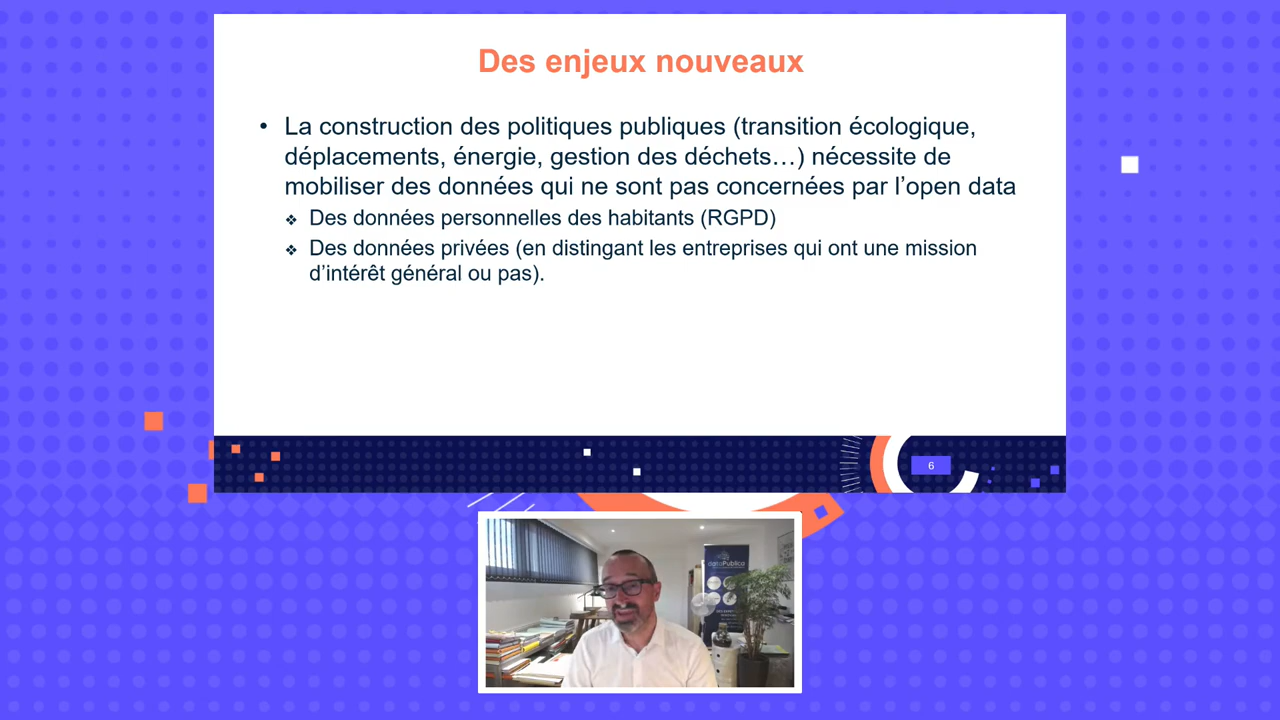 Des enjeux nouveaux
• La construction des politiques publiques (transition écologique,
déplacements, énergie, gestion des déchets…) nécessite de
mobiliser des données qui ne sont pas concernées par l’open data
❖ Des données personnelles des habitants (RGPD)
❖ Des données privées (en distingant les entreprises qui ont une mission
d’intérêt général ou pas).
6